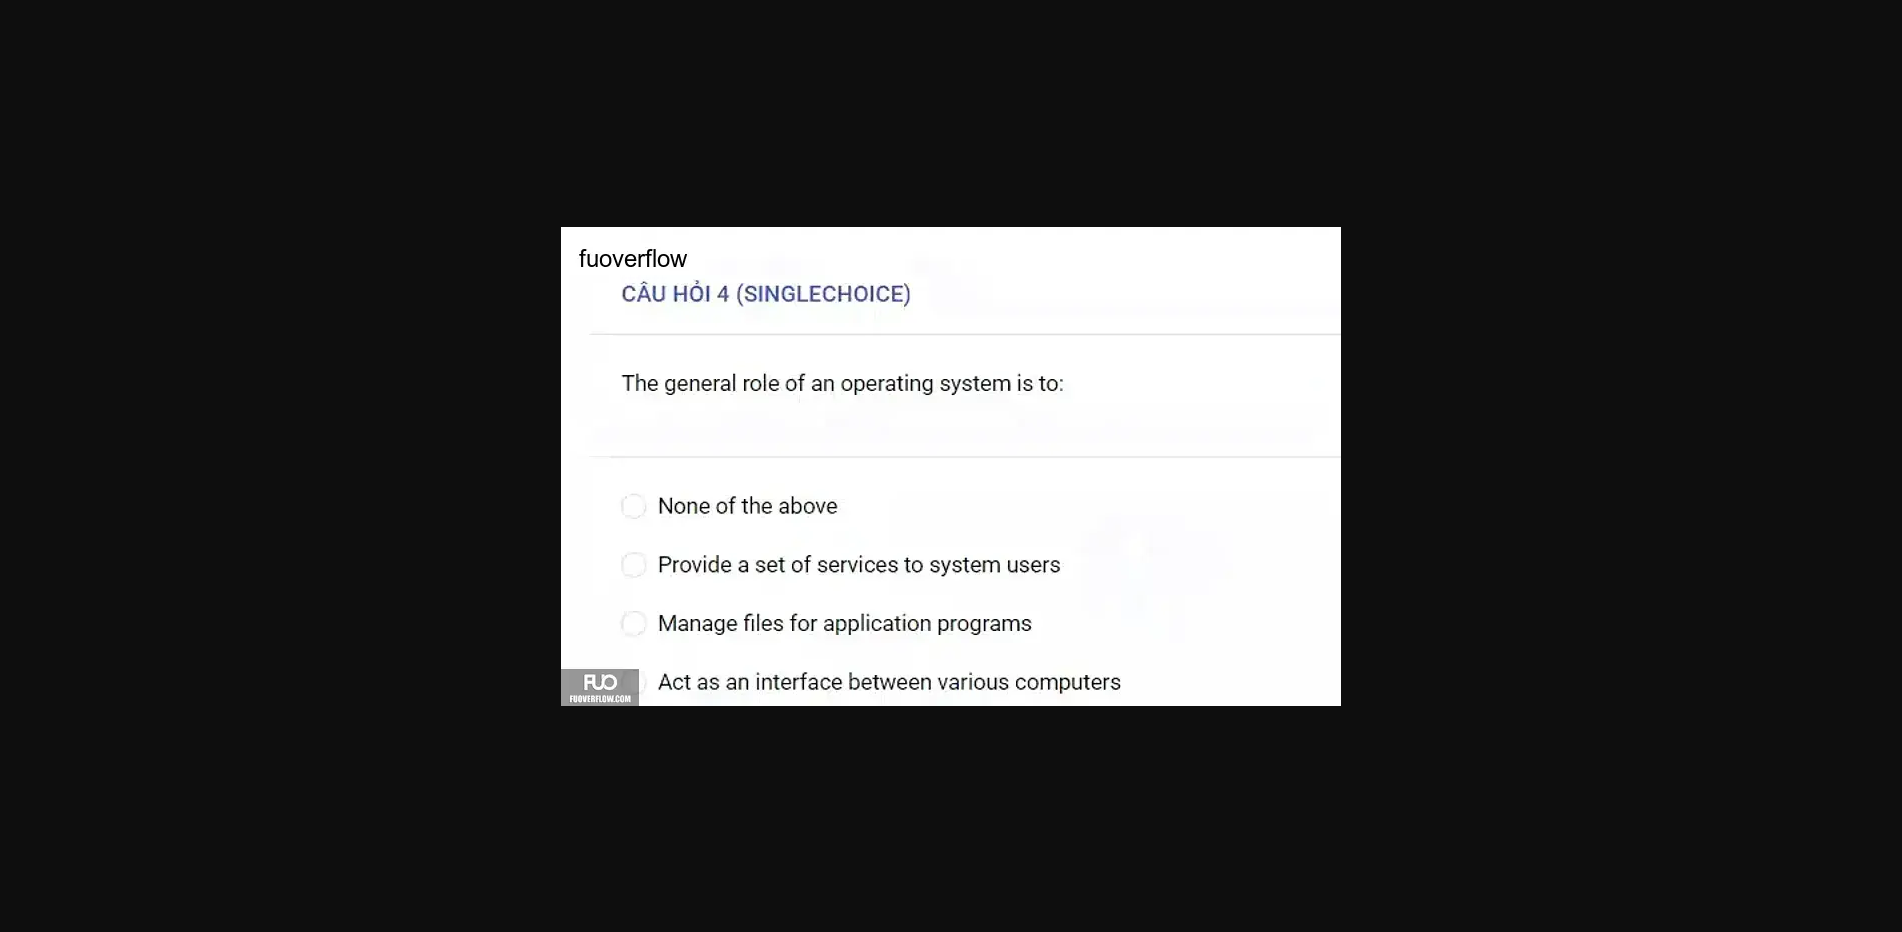 fuoverflow
CÂU HỎI 4 (SINGLECHOICE)
The general role of an operating system is to:
None of the above
Provide a set of services to system users
Manage files for application programs
Act as an interface between various computers
FUO
FUOVERFLOW.COM